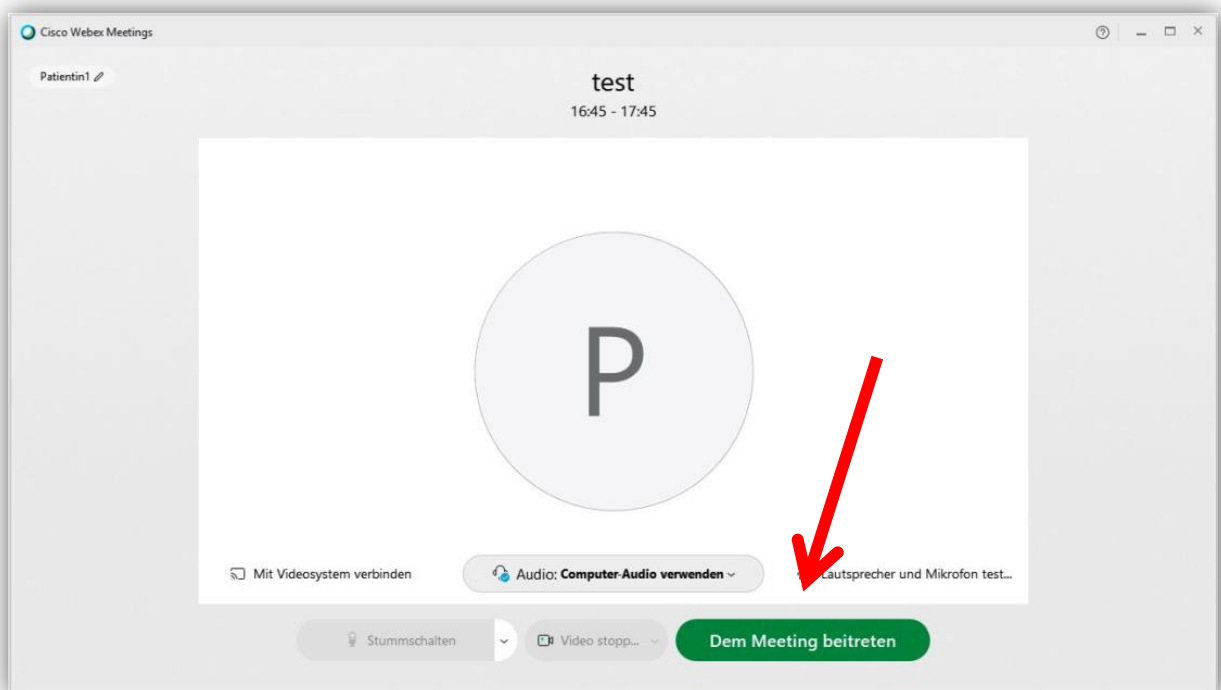 Cisco Webex Meetings
Patientin1
test
16:45 - 17:45
P
Mit Videosystem verbinden
Audio: Computer-Audio verwenden
Lautsprecher und Mikrofon test...
Stummschalten
Video stopp...
Dem Meeting beitreten